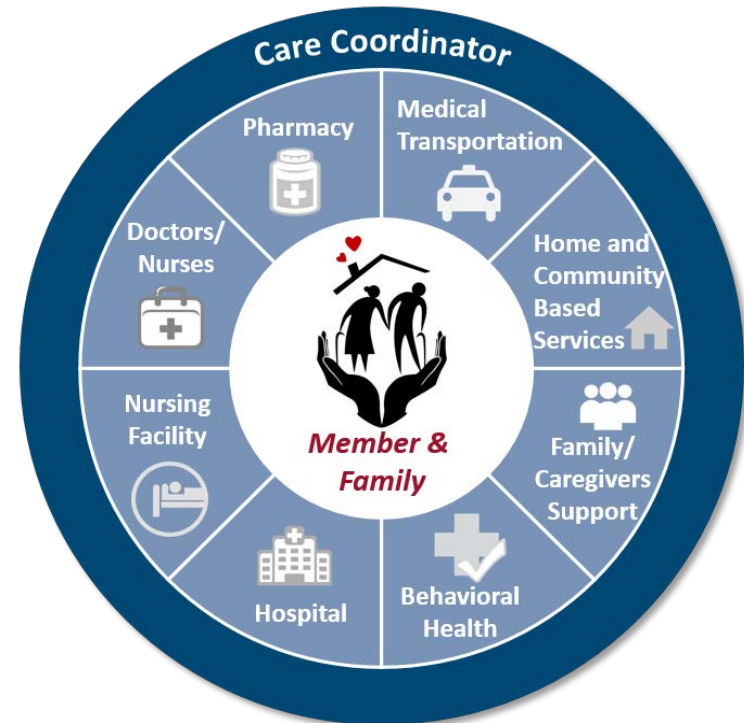 Care Coordinator
Pharmacy
Medical
Transportation
Doctors/
Nurses
Home and
Community
Based
Services
Nursing
Facility
Member &
Family
Family/
Caregivers
Support
Hospital
Behavioral
Health